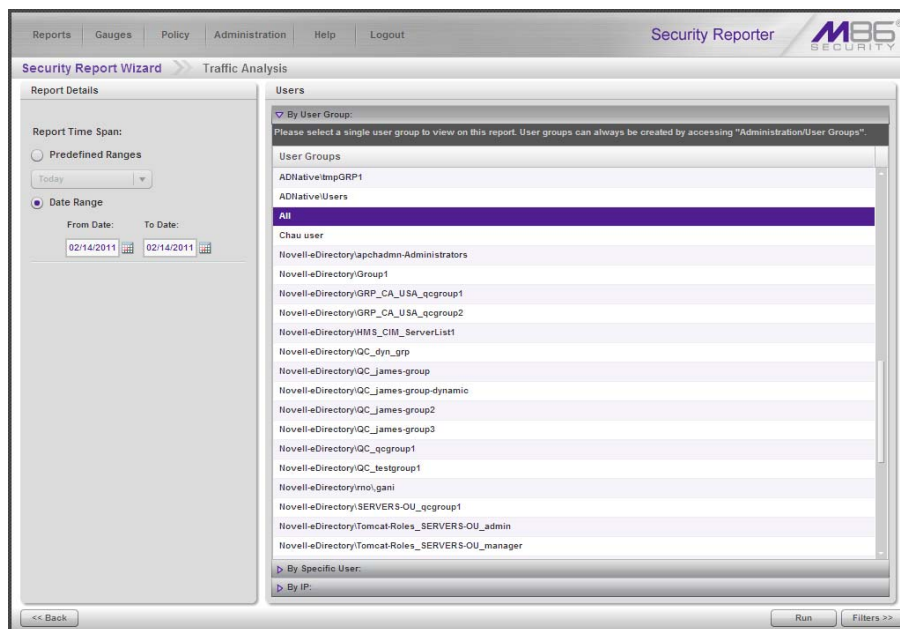 Reports Gauges Policy Administration Help Logout
Security Reporter
M86
SECURITY
Security Report Wizard Traffic Analysis
Report Details
Report Time Span:
Predefined Ranges
Today
Date Range
From Date: To Date:
02/14/2011 02/14/2011
Users
By User Group:
Please select a single user group to view on this report. User groups can always be created by accessing "Administration/User Groups".
User Groups
ADNative\tmpGRP1
ADNative\Users
All
Chau user
Novell-eDirectory\apchadmn-Administrators
Novell-eDirectory\Group1
Novell-eDirectory\GRP_CA_USA_qcgroup1
Novell-eDirectory\GRP_CA_USA_qcgroup2
Novell-eDirectory\HMS_CIM_ServerList1
Novell-eDirectory\QC_dyn_grp
Novell-eDirectory\QC_james-group
Novell-eDirectory\QC_james-group-dynamic
Novell-eDirectory\QC_james-group2
Novell-eDirectory\QC_james-group3
Novell-eDirectory\QC_qcgroup1
Novell-eDirectory\QC_testgroup1
Novell-eDirectory\rno\,gani
Novell-eDirectory\SERVERS-OU_qcgroup1
Novell-eDirectory\Tomcat-Roles_SERVERS-OU_admin
Novell-eDirectory\Tomcat-Roles_SERVERS-OU_manager
By Specific User:
By IP:
<< Back
Run
Filters >>